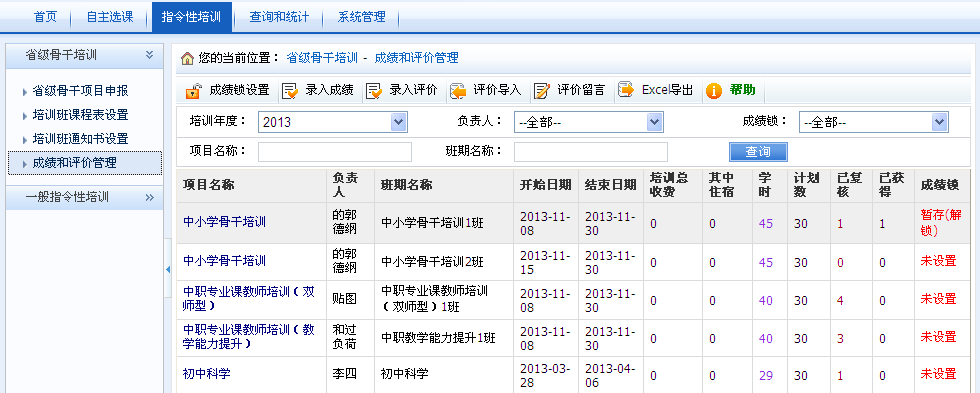 首页 自主选课 指令性培训 查询和统计 系统管理
省级骨干培训
省级骨干项目申报
培训班课程表设置
培训班通知书设置
成绩和评价管理
一般指令性培训
您的当前位置： 省级骨干培训 - 成绩和评价管理
成绩锁设置 录入成绩 录入评价 评价导入 评价留言 Excel导出 帮助
培训年度： 2013 负责人： --全部-- 成绩锁： --全部--
项目名称： 班期名称： 查询
项目名称 负责人 班期名称 开始日期 结束日期 培训总收费 其中住宿 学时 计划数 已复核 已获得 成绩锁
中小学骨干培训 的郭德纲 中小学骨干培训1班 2013-11-08 2013-11-30 0 0 45 30 1 1 暂存(解锁)
中小学骨干培训 的郭德纲 中小学骨干培训2班 2013-11-15 2013-11-30 0 0 45 30 0 0 未设置
中职专业课教师培训（双师型） 贴图 中职专业课教师培训（双师型）1班 2013-11-08 2013-11-30 0 0 40 30 4 0 未设置
中职专业课教师培训（教学能力提升） 和过负荷 中职教学能力提升1班 2013-11-08 2013-11-30 0 0 40 30 3 0 未设置
初中科学 李四 初中科学 2013-03-28 2013-04-06 0 0 29 30 1 0 未设置